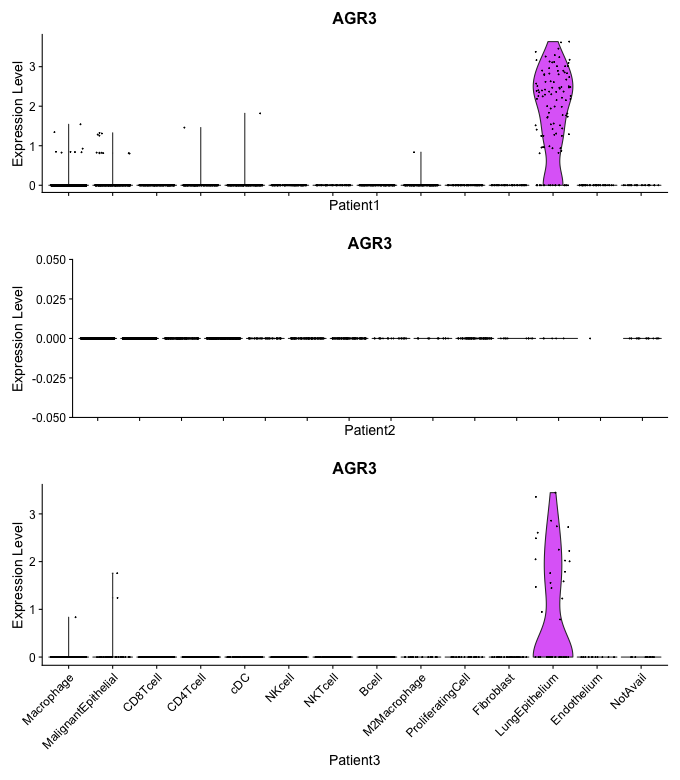 AGR3
Expression Level
3
2
1
0
Patient1
AGR3
Expression Level
0.050
0.025
0.000
-0.025
-0.050
Patient2
AGR3
Expression Level
3
2
1
0
Macrophage
MalignantEpithelial
CD8Tcell
CD4Tcell
cDC
NKcell
NKTcell
Bcell
M2Macrophage
ProliferatingCell
Fibroblast
LungEpithelium
Endothelium
NotAvail
Patient3